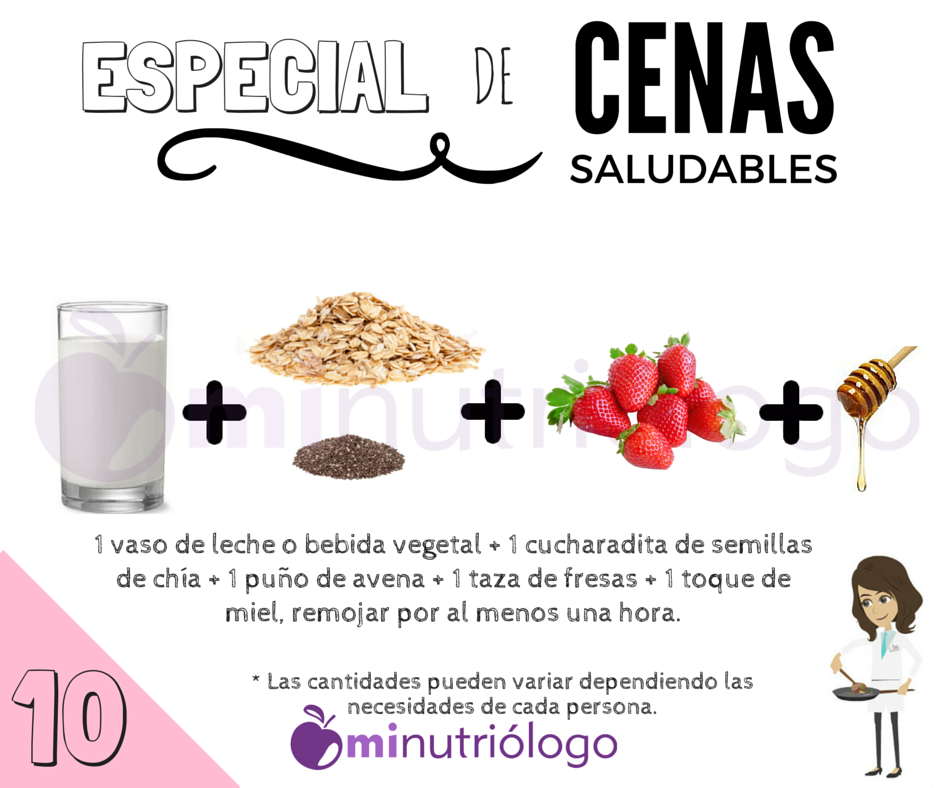 ESPECIAL DE CENAS
SALUDABLES
minutriólogo
1 vaso de leche o bebida vegetal + 1 cucharadita de semillas
de chía + 1 puño de avena + 1 taza de fresas + 1 toque de
miel, remojar por al menos una hora.
* Las cantidades pueden variar dependiendo las
necesidades de cada persona.
10
minutriólogo